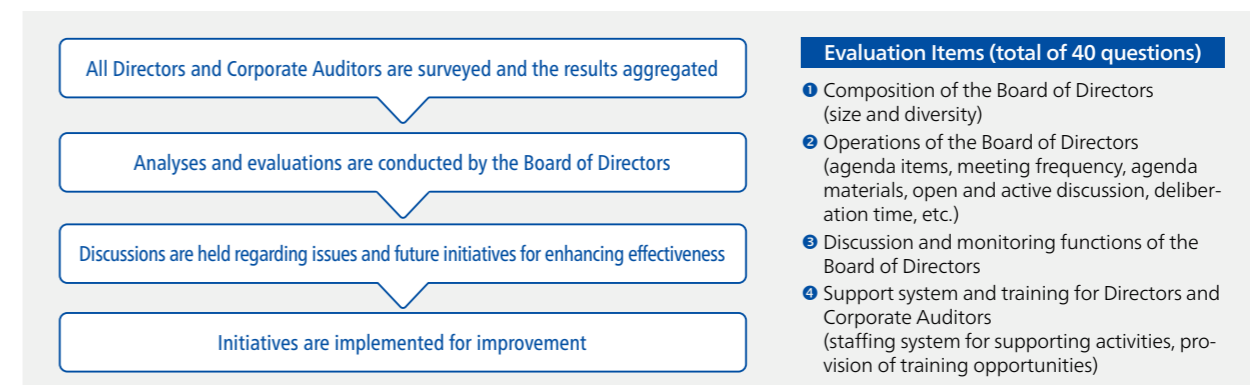 All Directors and Corporate Auditors are surveyed and the results aggregated
Analyses and evaluations are conducted by the Board of Directors
Discussions are held regarding issues and future initiatives for enhancing effectiveness
Initiatives are implemented for improvement
Evaluation Items (total of 40 questions)
❶ Composition of the Board of Directors
(size and diversity)
❷ Operations of the Board of Directors
(agenda items, meeting frequency, agenda
materials, open and active discussion, deliber-
ation time, etc.)
❸ Discussion and monitoring functions of the
Board of Directors
❹ Support system and training for Directors and
Corporate Auditors
(staffing system for supporting activities, pro-
vision of training opportunities)